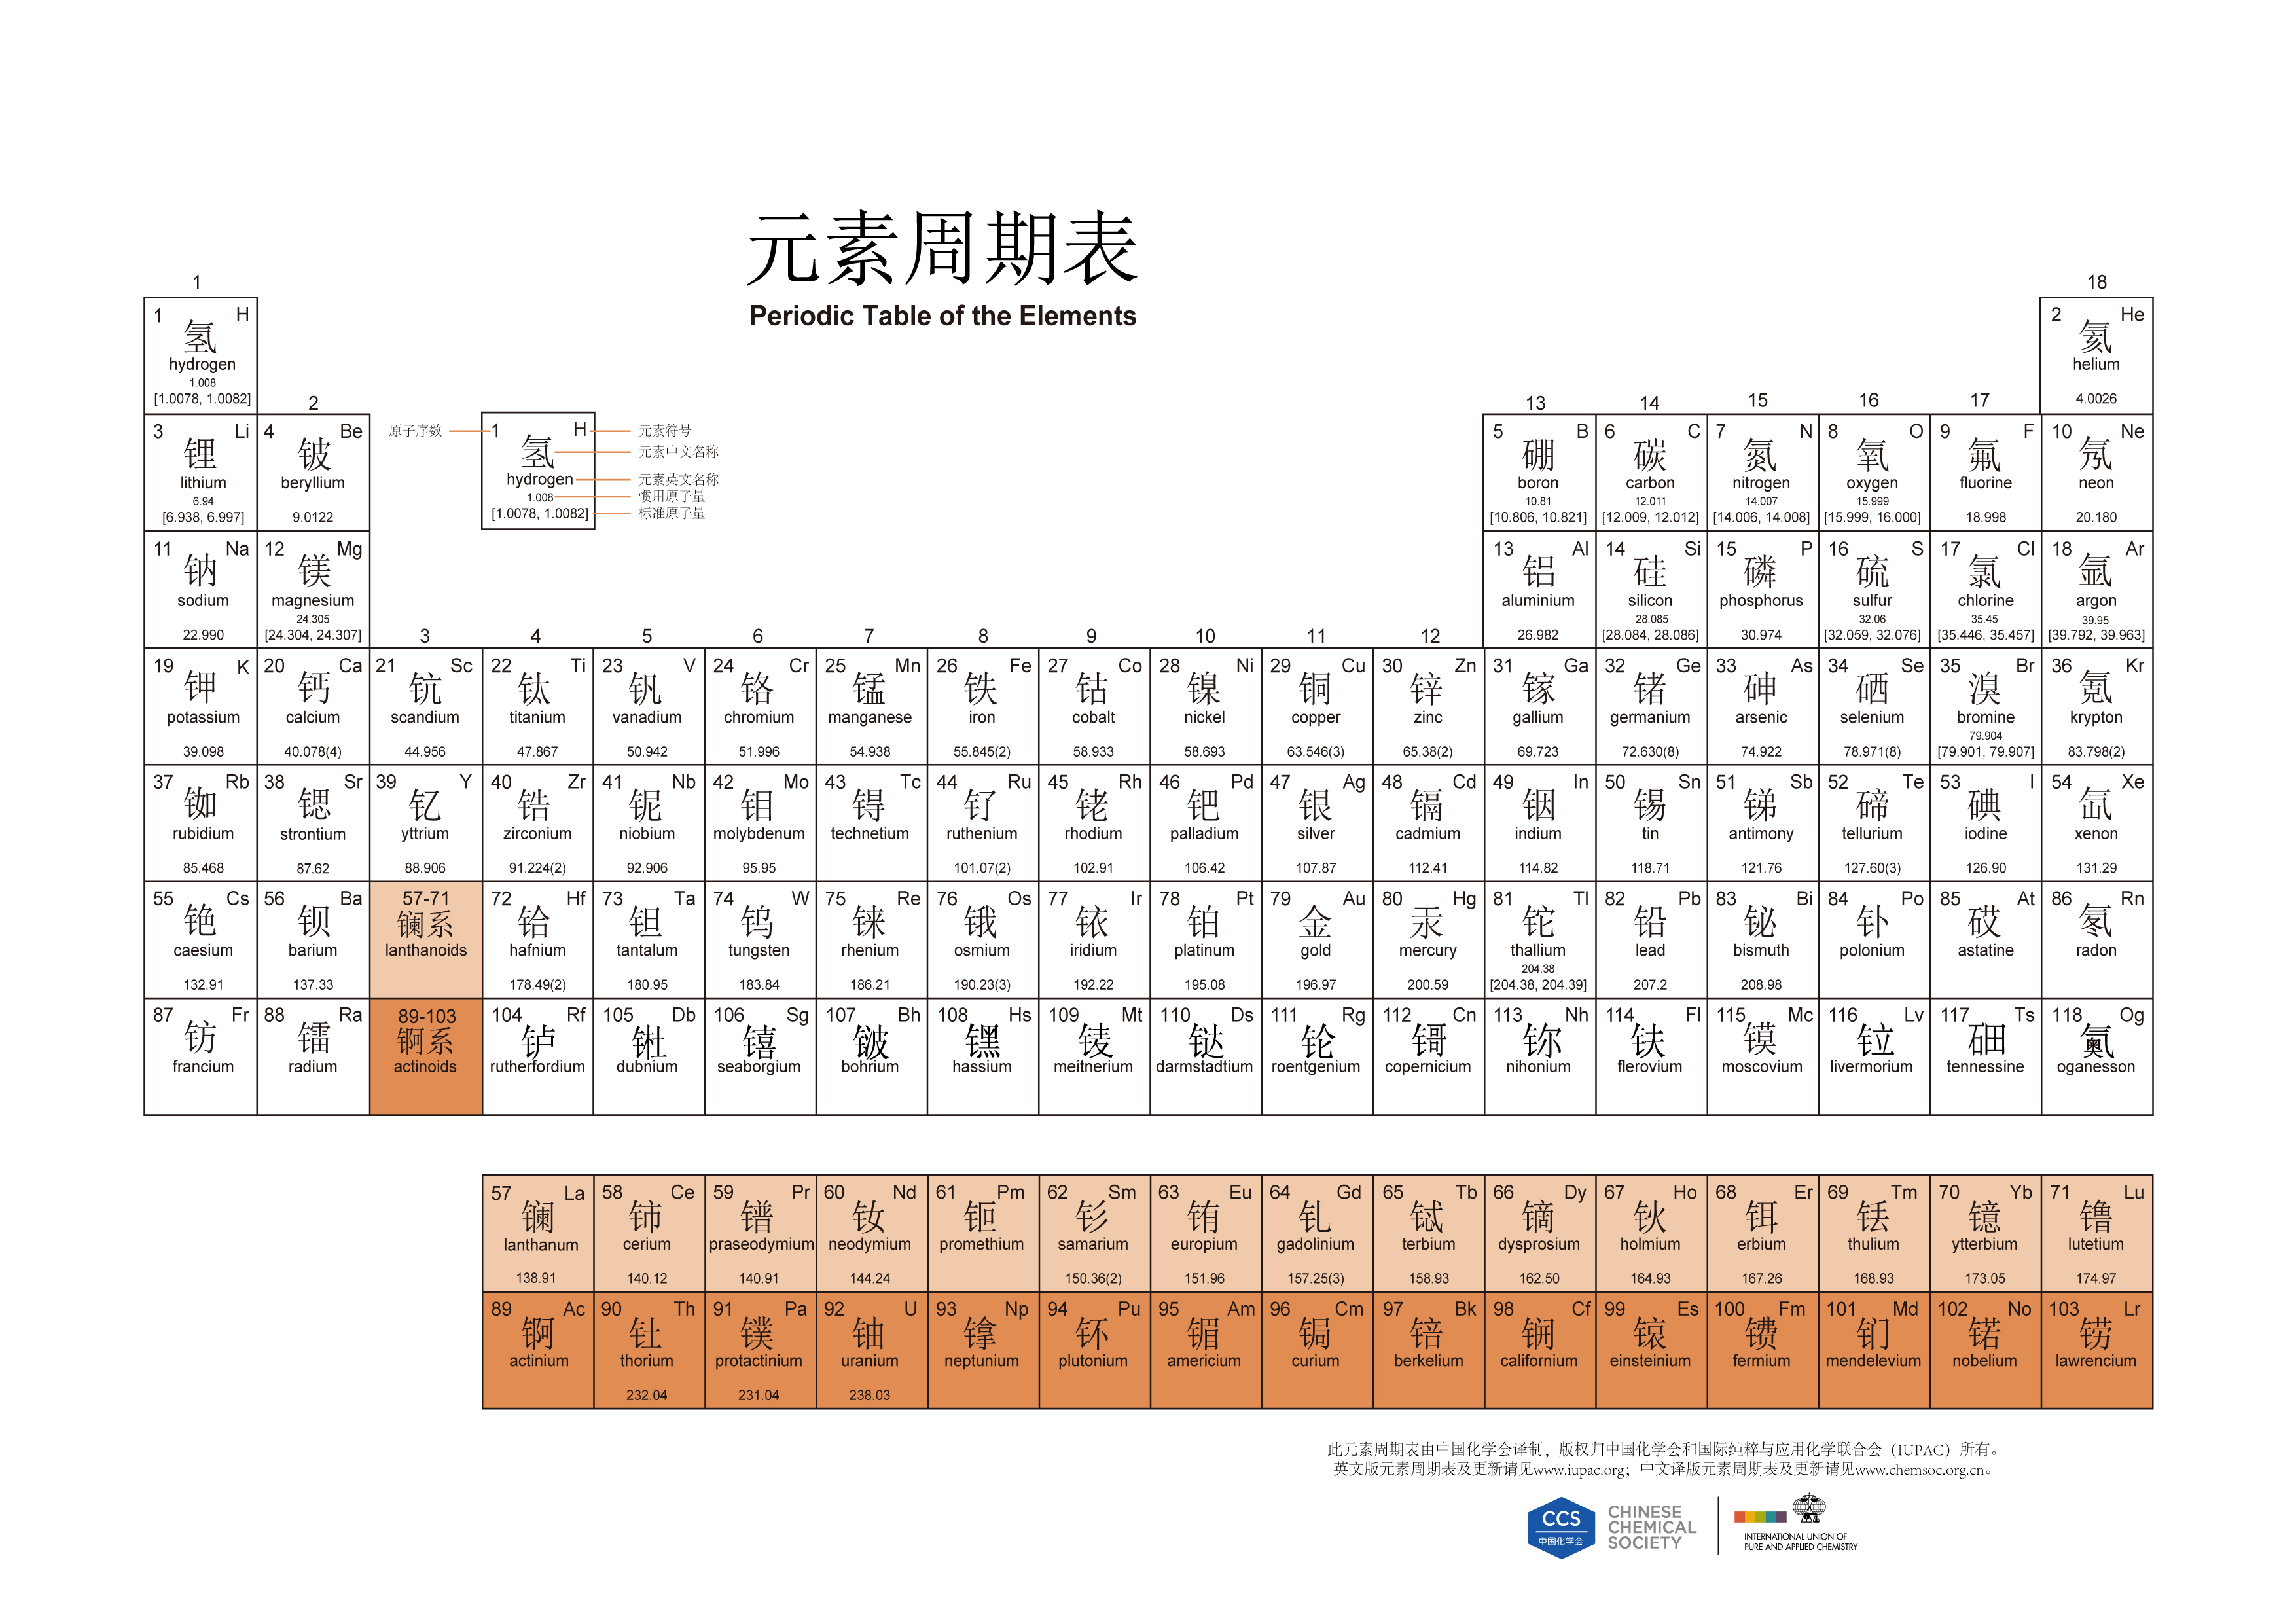 元素周期表
Periodic Table of the Elements
1 18
1 H 2 He
氢 氦
hydrogen helium
1.008
[1.0078, 1.0082] 4.0026
2 13 14 15 16 17
原子序数 1 H 元素符号
氢 元素中文名称
hydrogen 元素英文名称
1.008 惯用原子量
[1.0078, 1.0082] 标准原子量
3 Li 4 Be 5 B 6 C 7 N 8 O 9 F 10 Ne
锂 铍 硼 碳 氮 氧 氟 氖
lithium beryllium boron carbon nitrogen oxygen fluorine neon
6.94 10.81 12.011 14.007 15.999
[6.938, 6.997] 9.0122 [10.806, 10.821] [12.009, 12.012] [14.006, 14.008] [15.999, 16.000] 18.998 20.180
11 Na 12 Mg 13 Al 14 Si 15 P 16 S 17 Cl 18 Ar
钠 镁 铝 硅 磷 硫 氯 氩
sodium magnesium aluminium silicon phosphorus sulfur chlorine argon
24.305 28.085 32.06 35.45 39.95
22.990 [24.304, 24.307] 26.982 [28.084, 28.086] 30.974 [32.059, 32.076] [35.446, 35.457] [39.792, 39.963]
3 4 5 6 7 8 9 10 11 12
19 K 20 Ca 21 Sc 22 Ti 23 V 24 Cr 25 Mn 26 Fe 27 Co 28 Ni 29 Cu 30 Zn 31 Ga 32 Ge 33 As 34 Se 35 Br 36 Kr
钾 钙 钪 钛 钒 铬 锰 铁 钴 镍 铜 锌 镓 锗 砷 硒 溴 氪
potassium calcium scandium titanium vanadium chromium manganese iron cobalt nickel copper zinc gallium germanium arsenic selenium bromine krypton
79.904
39.098 40.078(4) 44.956 47.867 50.942 51.996 54.938 55.845(2) 58.933 58.693 63.546(3) 65.38(2) 69.723 72.630(8) 74.922 78.971(8) [79.901, 79.907] 83.798(2)
37 Rb 38 Sr 39 Y 40 Zr 41 Nb 42 Mo 43 Tc 44 Ru 45 Rh 46 Pd 47 Ag 48 Cd 49 In 50 Sn 51 Sb 52 Te 53 I 54 Xe
铷 锶 钇 锆 铌 钼 锝 钌 铑 钯 银 镉 铟 锡 锑 碲 碘 氙
rubidium strontium yttrium zirconium niobium molybdenum technetium ruthenium rhodium palladium silver cadmium indium tin antimony tellurium iodine xenon
85.468 87.62 88.906 91.224(2) 92.906 95.95 101.07(2) 102.91 106.42 107.87 112.41 114.82 118.71 121.76 127.60(3) 126.90 131.29
55 Cs 56 Ba 57-71 72 Hf 73 Ta 74 W 75 Re 76 Os 77 Ir 78 Pt 79 Au 80 Hg 81 Tl 82 Pb 83 Bi 84 Po 85 At 86 Rn
铯 钡 镧系 铪 钽 钨 铼 锇 铱 铂 金 汞 铊 铅 铋 钋 砹 氡
caesium barium lanthanoids hafnium tantalum tungsten rhenium osmium iridium platinum gold mercury thallium lead bismuth polonium astatine radon
204.38
132.91 137.33 178.49(2) 180.95 183.84 186.21 190.23(3) 192.22 195.08 196.97 200.59 [204.38, 204.39] 207.2 208.98
87 Fr 88 Ra 89-103 104 Rf 105 Db 106 Sg 107 Bh 108 Hs 109 Mt 110 Ds 111 Rg 112 Cn 113 Nh 114 Fl 115 Mc 116 Lv 117 Ts 118 Og
钫 镭 锕系 𬬻 𬭊 𬭳 𬭛 𬭶 鿏 𫟼 𬬭 鿔 鿭 𫓧 镆 𫟷 鿬 鿫
francium radium actinoids rutherfordium dubnium seaborgium bohrium hassium meitnerium darmstadtium roentgenium copernicium nihonium flerovium moscovium livermorium tennessine oganesson
57 La 58 Ce 59 Pr 60 Nd 61 Pm 62 Sm 63 Eu 64 Gd 65 Tb 66 Dy 67 Ho 68 Er 69 Tm 70 Yb 71 Lu
镧 铈 镨 钕 钷 钐 铕 钆 铽 镝 钬 铒 铥 镱 镥
lanthanum cerium praseodymium neodymium promethium samarium europium gadolinium terbium dysprosium holmium erbium thulium ytterbium lutetium
138.91 140.12 140.91 144.24 150.36(2) 151.96 157.25(3) 158.93 162.50 164.93 167.26 168.93 173.05 174.97
89 Ac 90 Th 91 Pa 92 U 93 Np 94 Pu 95 Am 96 Cm 97 Bk 98 Cf 99 Es 100 Fm 101 Md 102 No 103 Lr
锕 钍 镤 铀 镎 钚 镅 锔 锫 锎 锿 镄 钔 锘 铹
actinium thorium protactinium uranium neptunium plutonium americium curium berkelium californium einsteinium fermium mendelevium nobelium lawrencium
232.04 231.04 238.03
此元素周期表由中国化学会译制，版权归中国化学会和国际纯粹与应用化学联合会（IUPAC）所有。
英文版元素周期表及更新请见www.iupac.org；中文译版元素周期表及更新请见www.chemsoc.org.cn。
CCS
中国化学会
CHINESE
CHEMICAL
SOCIETY
INTERNATIONAL UNION OF
PURE AND APPLIED CHEMISTRY